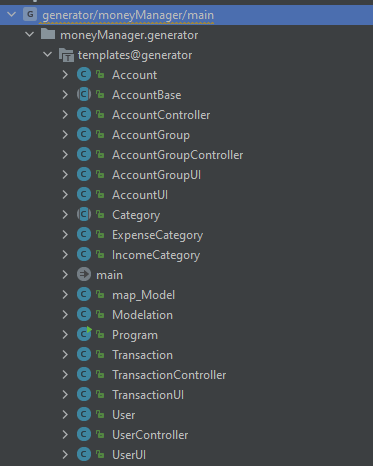 generator/moneyManager/main
moneyManager.generator
templates@generator
Account
AccountBase
AccountController
AccountGroup
AccountGroupController
AccountGroupUI
AccountUI
Category
ExpenseCategory
IncomeCategory
main
map_Model
Modelation
Program
Transaction
TransactionController
TransactionUI
User
UserController
UserUI